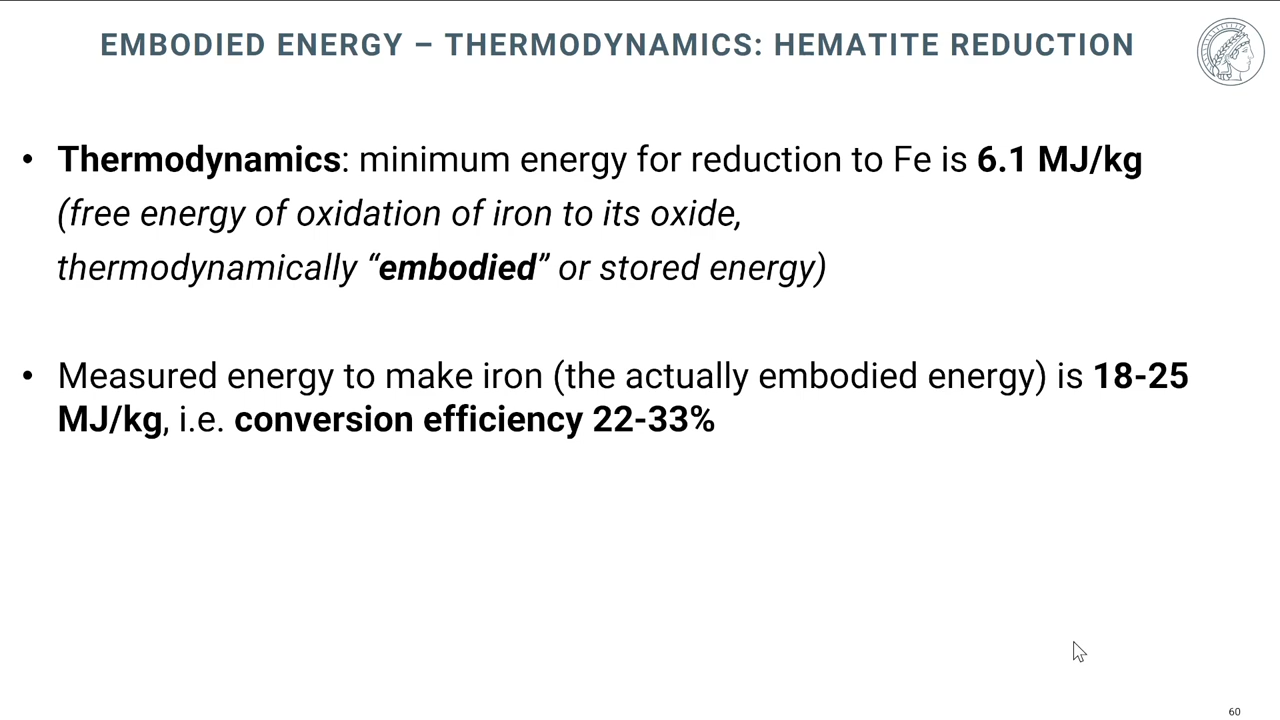 EMBODIED ENERGY – THERMODYNAMICS: HEMATITE REDUCTION
• Thermodynamics: minimum energy for reduction to Fe is 6.1 MJ/kg
(free energy of oxidation of iron to its oxide,
thermodynamically “embodied” or stored energy)
• Measured energy to make iron (the actually embodied energy) is 18-25
MJ/kg, i.e. conversion efficiency 22-33%
60